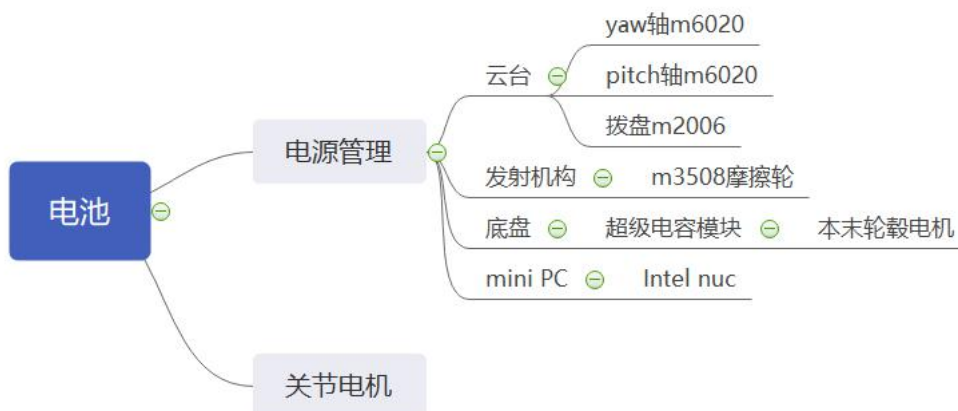 电池
电源管理
云台
yaw轴m6020
pitch轴m6020
拨盘m2006
发射机构
m3508摩擦轮
底盘
超级电容模块
本末轮毂电机
mini PC
Intel nuc
关节电机